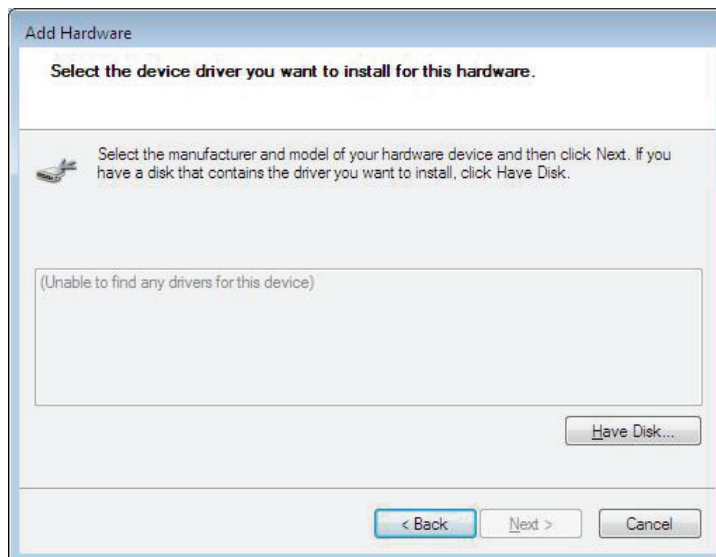 Add Hardware
Select the device driver you want to install for this hardware.
Select the manufacturer and model of your hardware device and then click Next. If you
have a disk that contains the driver you want to install, click Have Disk.
(Unable to find any drivers for this device)
Have Disk...
< Back
Next >
Cancel